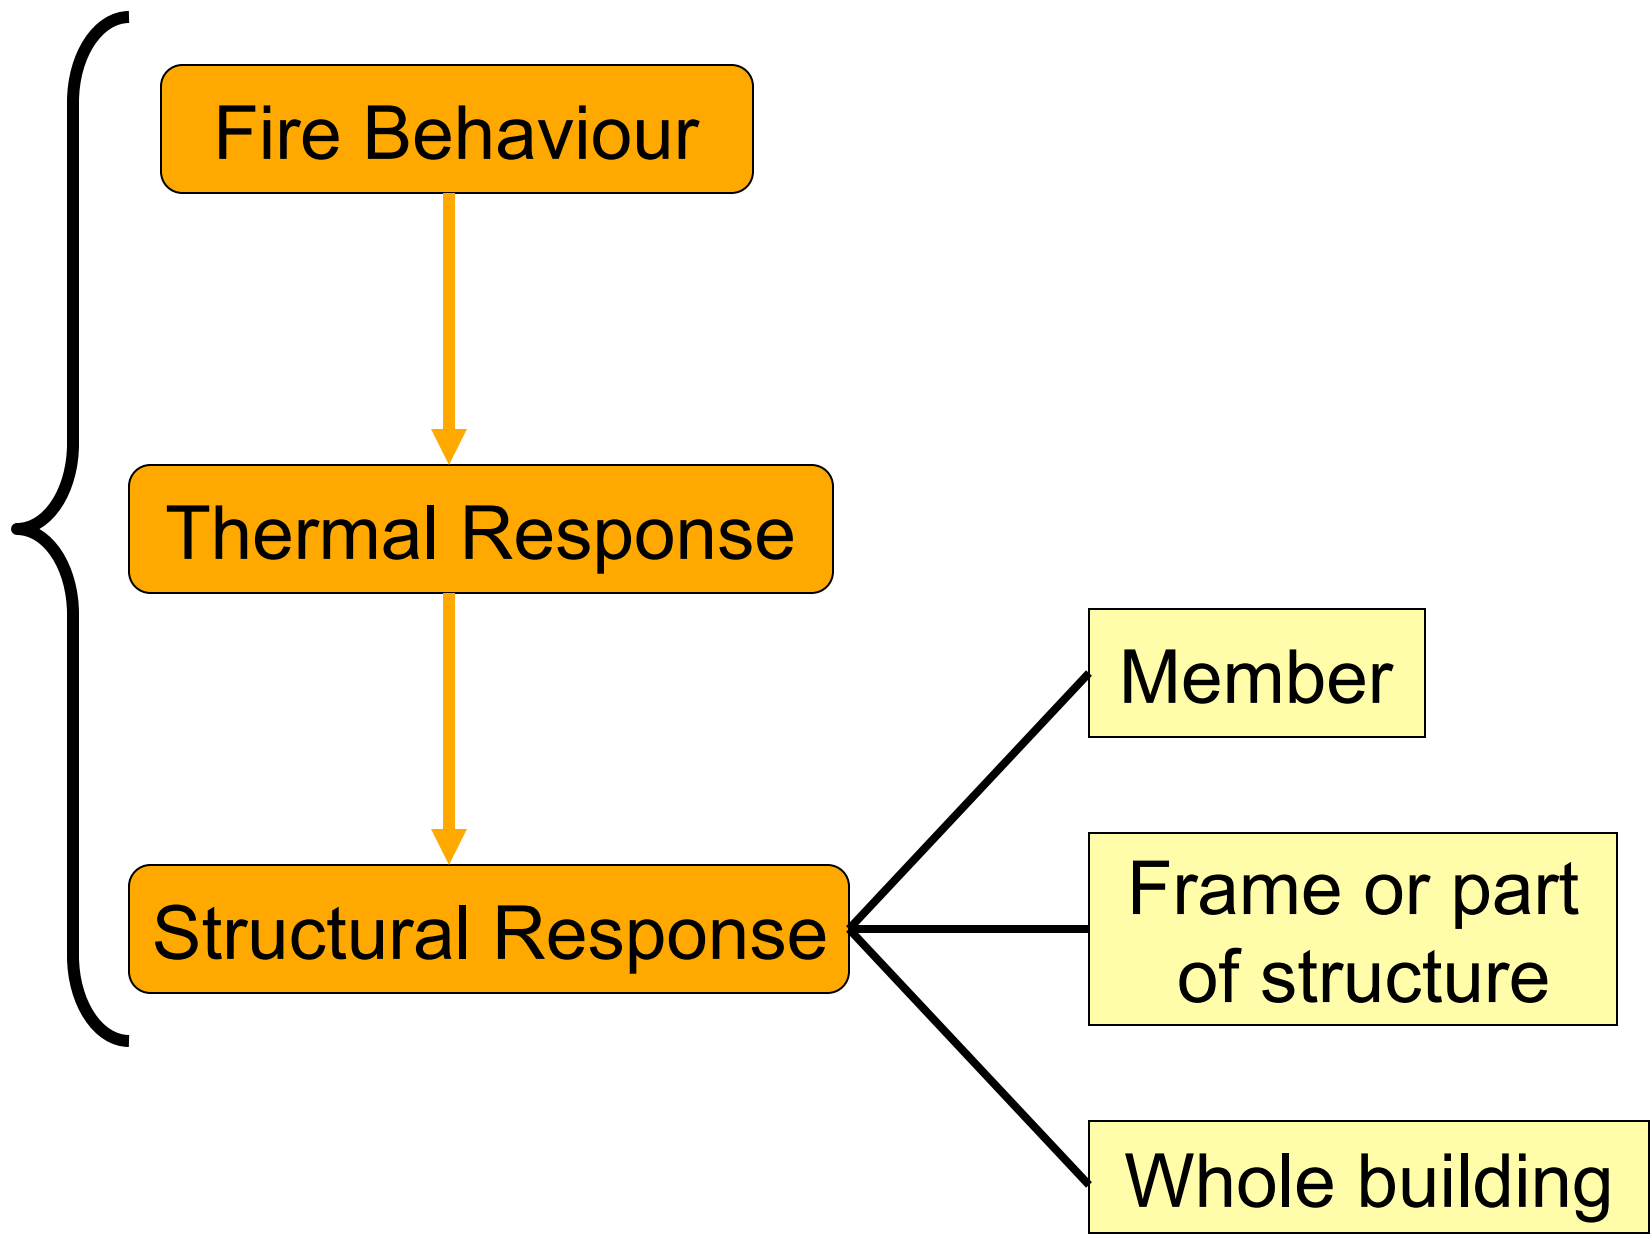 Fire Behaviour
Thermal Response
Structural Response
Member
Frame or part
of structure
Whole building